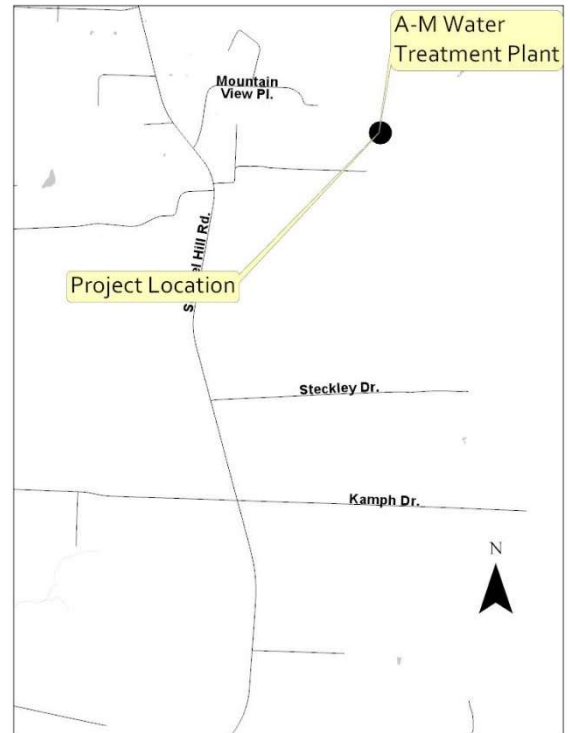 A-M Water
Treatment Plant
Mountain
View Pl.
Hill Rd.
Project Location
Steckley Dr.
Kamph Dr.
N